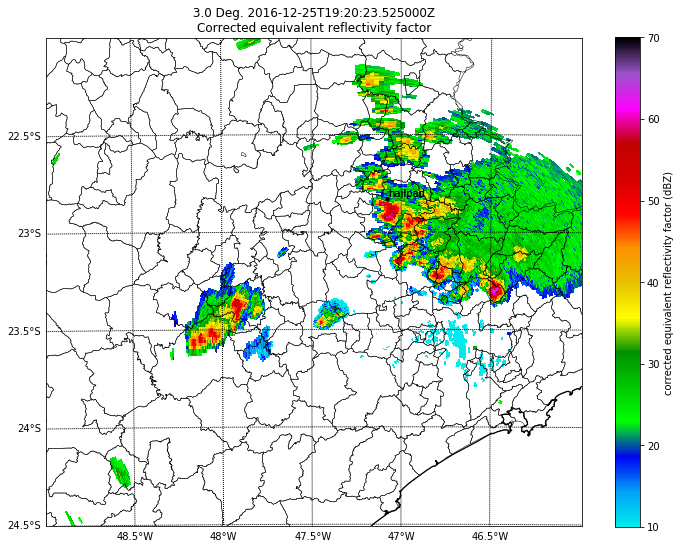 3.0 Deg. 2016-12-25T19:20:23.525000Z
Corrected equivalent reflectivity factor
70
60
50
40
30
20
10
corrected equivalent reflectivity factor (dBZ)
hailpad
22.5°S
23°S
23.5°S
24°S
24.5°S
48.5°W
48°W
47.5°W
47°W
46.5°W